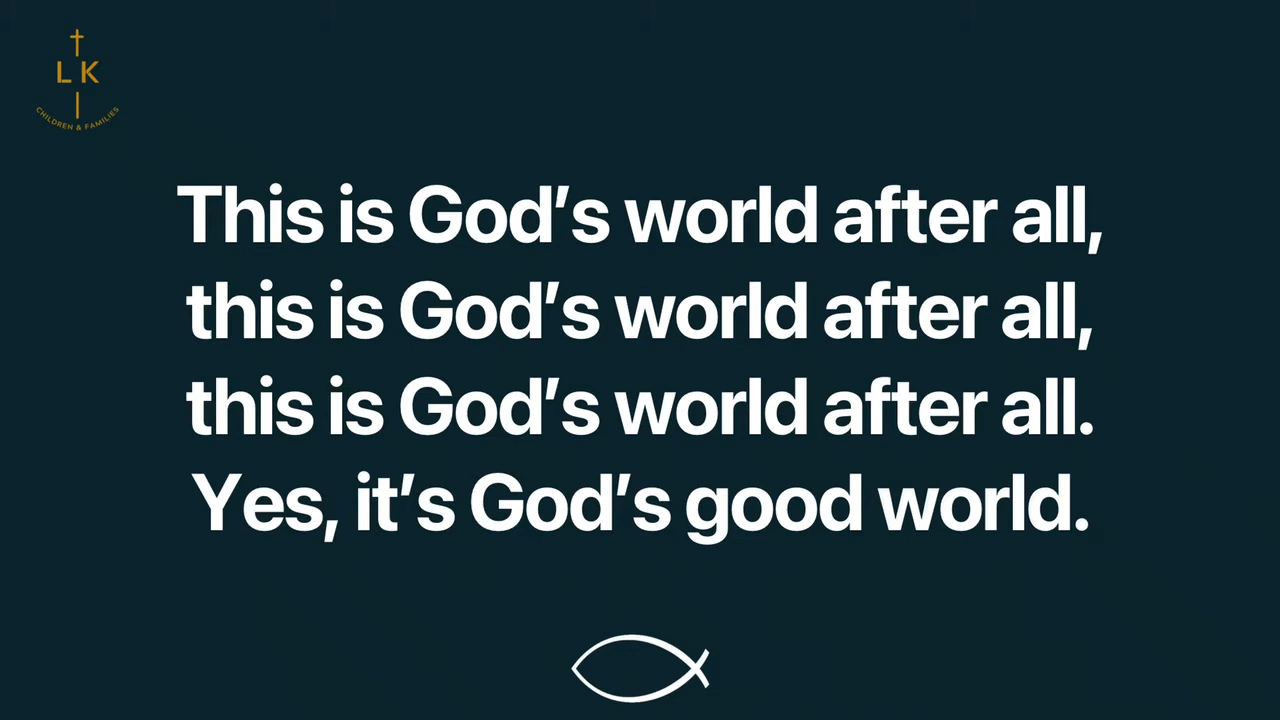 L K
CHILDREN & FAMILIES
This is God’s world after all,
this is God’s world after all,
this is God’s world after all.
Yes, it’s God’s good world.